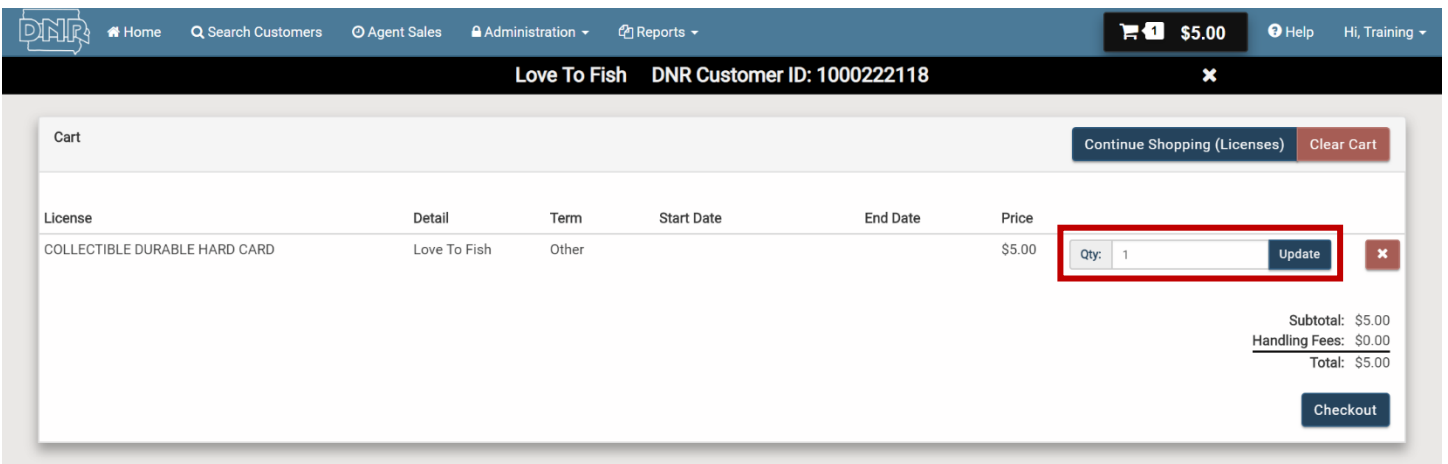 DNR Home Search Customers Agent Sales Administration Reports 1 $5.00 Help Hi, Training
Love To Fish DNR Customer ID: 1000222118
Cart Continue Shopping (Licenses) Clear Cart
License Detail Term Start Date End Date Price
COLLECTIBLE DURABLE HARD CARD Love To Fish Other $5.00 Qty: 1 Update
Subtotal: $5.00
Handling Fees: $0.00
Total: $5.00
Checkout